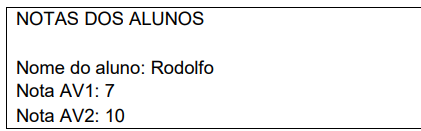 NOTAS DOS ALUNOS
Nome do aluno: Rodolfo
Nota AV1: 7
Nota AV2: 10